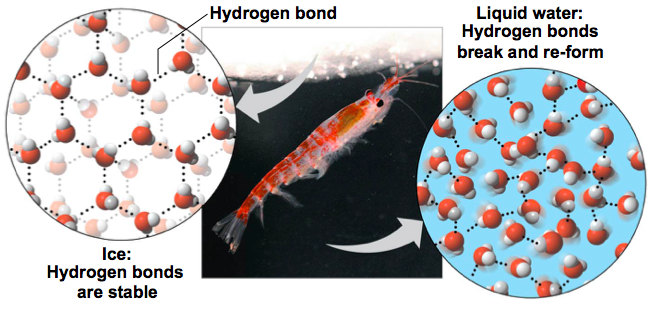 Hydrogen bond
Liquid water:
Hydrogen bonds
break and re-form
Ice:
Hydrogen bonds
are stable